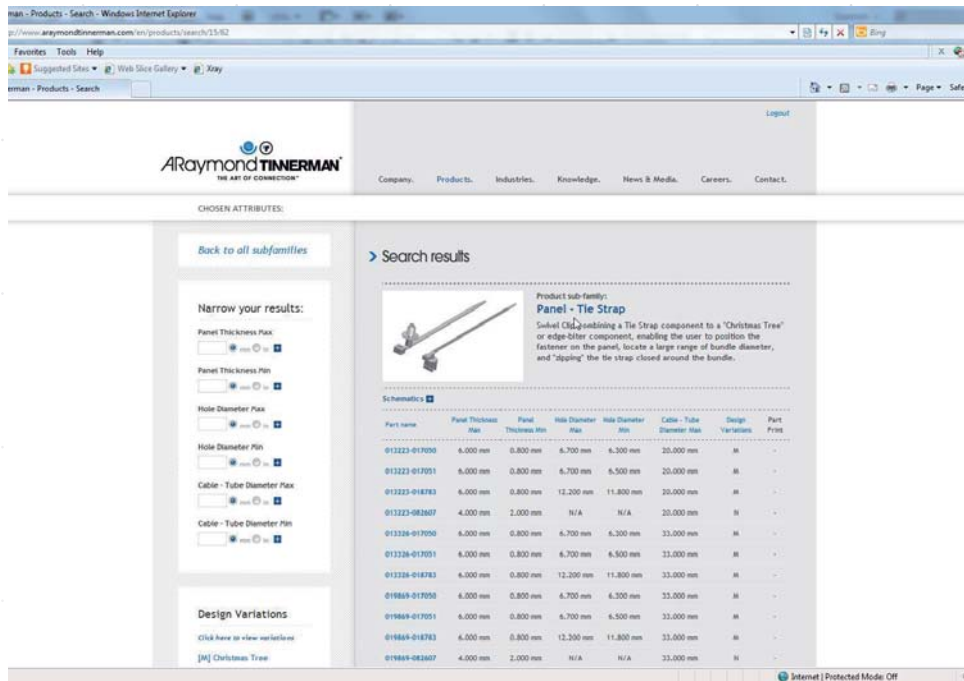 man - Products - Search - Windows Internet Explorer
p://www.araymondtinnerman.com/en/products/search/15/62
Bing
Favorites Tools Help
Suggested Sites Web Slice Gallery Xray
erman - Products - Search
Page Safe
Logout
ARaymond TINNERMAN
THE ART OF CONNECTION
Company. Products. Industries. Knowledge. News & Media. Careers. Contact.
CHOSEN ATTRIBUTES:
Back to all subfamilies
Narrow your results:
Panel Thickness Max
mm in
Panel Thickness Min
mm in
Hole Diameter Max
mm in
Hole Diameter Min
mm in
Cable - Tube Diameter Max
mm in
Cable - Tube Diameter Min
mm in
Design Variations
Click here to view variations
[M] Christmas Tree
Search results
Product sub-family:
Panel - Tie Strap
Swivel Clip combining a Tie Strap component to a "Christmas Tree"
or edge-biter component, enabling the user to position the
fastener on the panel, locate a large range of bundle diameter,
and "zipping" the tie strap closed around the bundle.
Schematics
Part name Panel Thickness Max Panel Thickness Min Hole Diameter Max Hole Diameter Min Cable - Tube Diameter Max Design Variations Part Print
013223-017050 6.000 mm 0.800 mm 6.700 mm 6.300 mm 20.000 mm M -
013223-017051 6.000 mm 0.800 mm 6.700 mm 6.500 mm 20.000 mm M -
013223-018783 6.000 mm 0.800 mm 12.200 mm 11.800 mm 20.000 mm M -
013223-082607 4.000 mm 2.000 mm N/A N/A 20.000 mm N -
013326-017050 6.000 mm 0.800 mm 6.700 mm 6.300 mm 33.000 mm M -
013326-017051 6.000 mm 0.800 mm 6.700 mm 6.500 mm 33.000 mm M -
013326-018783 6.000 mm 0.800 mm 12.200 mm 11.800 mm 33.000 mm M -
019869-017050 6.000 mm 0.800 mm 6.700 mm 6.300 mm 33.000 mm M -
019869-017051 6.000 mm 0.800 mm 6.700 mm 6.500 mm 33.000 mm M -
019869-018783 6.000 mm 0.800 mm 12.200 mm 11.800 mm 33.000 mm M -
019869-082607 4.000 mm 2.000 mm N/A N/A 33.000 mm N -
Internet | Protected Mode: Off